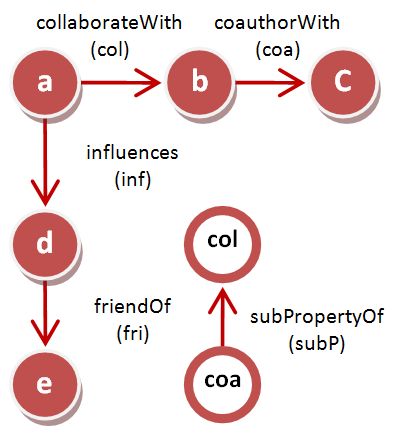 collaborateWith
(col)
coauthorWith
(coa)
a
b
C
influences
(inf)
d
col
friendOf
(fri)
subPropertyOf
(subP)
e
coa